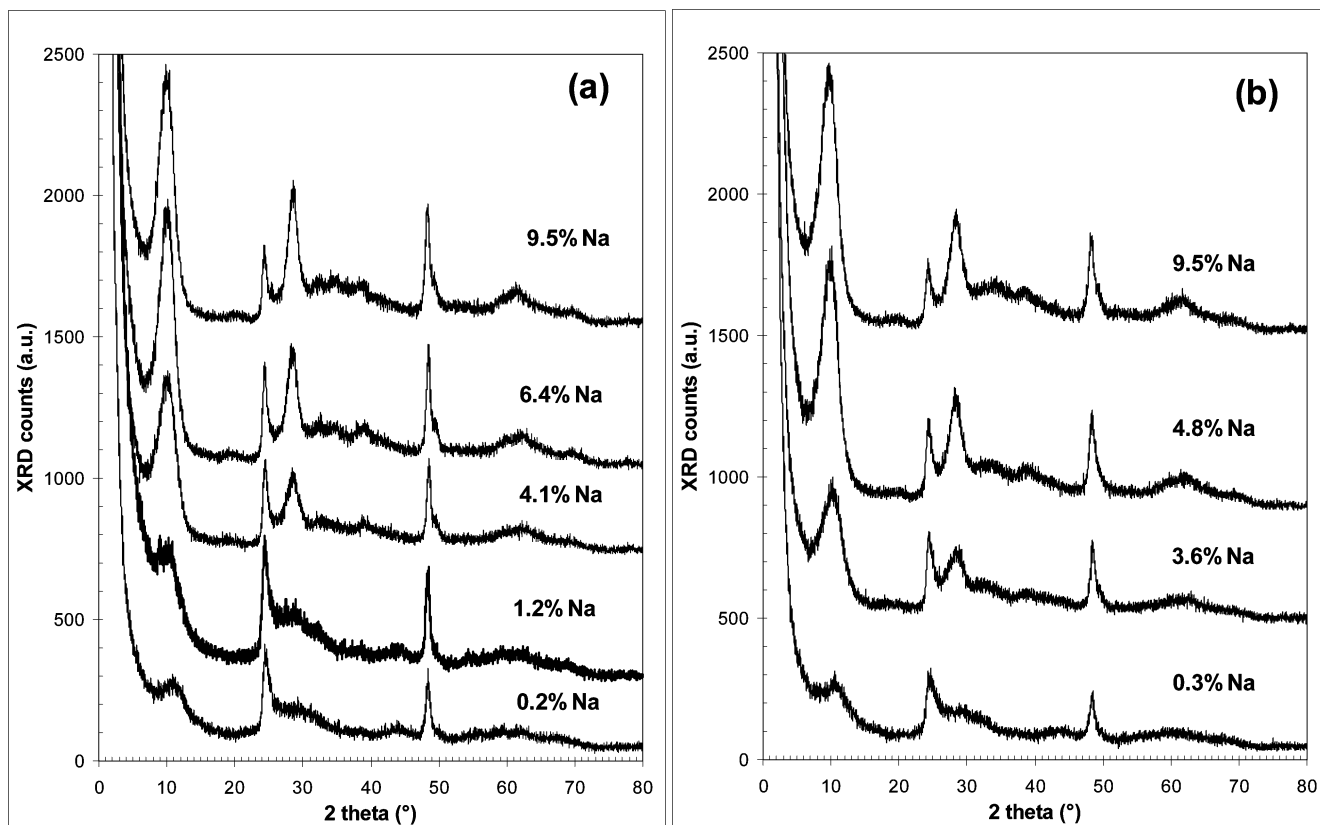 (a)
2500
2000
1500
1000
500
0
XRD counts (a.u.)
9.5% Na
6.4% Na
4.1% Na
1.2% Na
0.2% Na
0 10 20 30 40 50 60 70 80
2 theta (°)
(b)
2500
2000
1500
1000
500
0
XRD counts (a.u.)
9.5% Na
4.8% Na
3.6% Na
0.3% Na
0 10 20 30 40 50 60 70 80
2 theta (°)